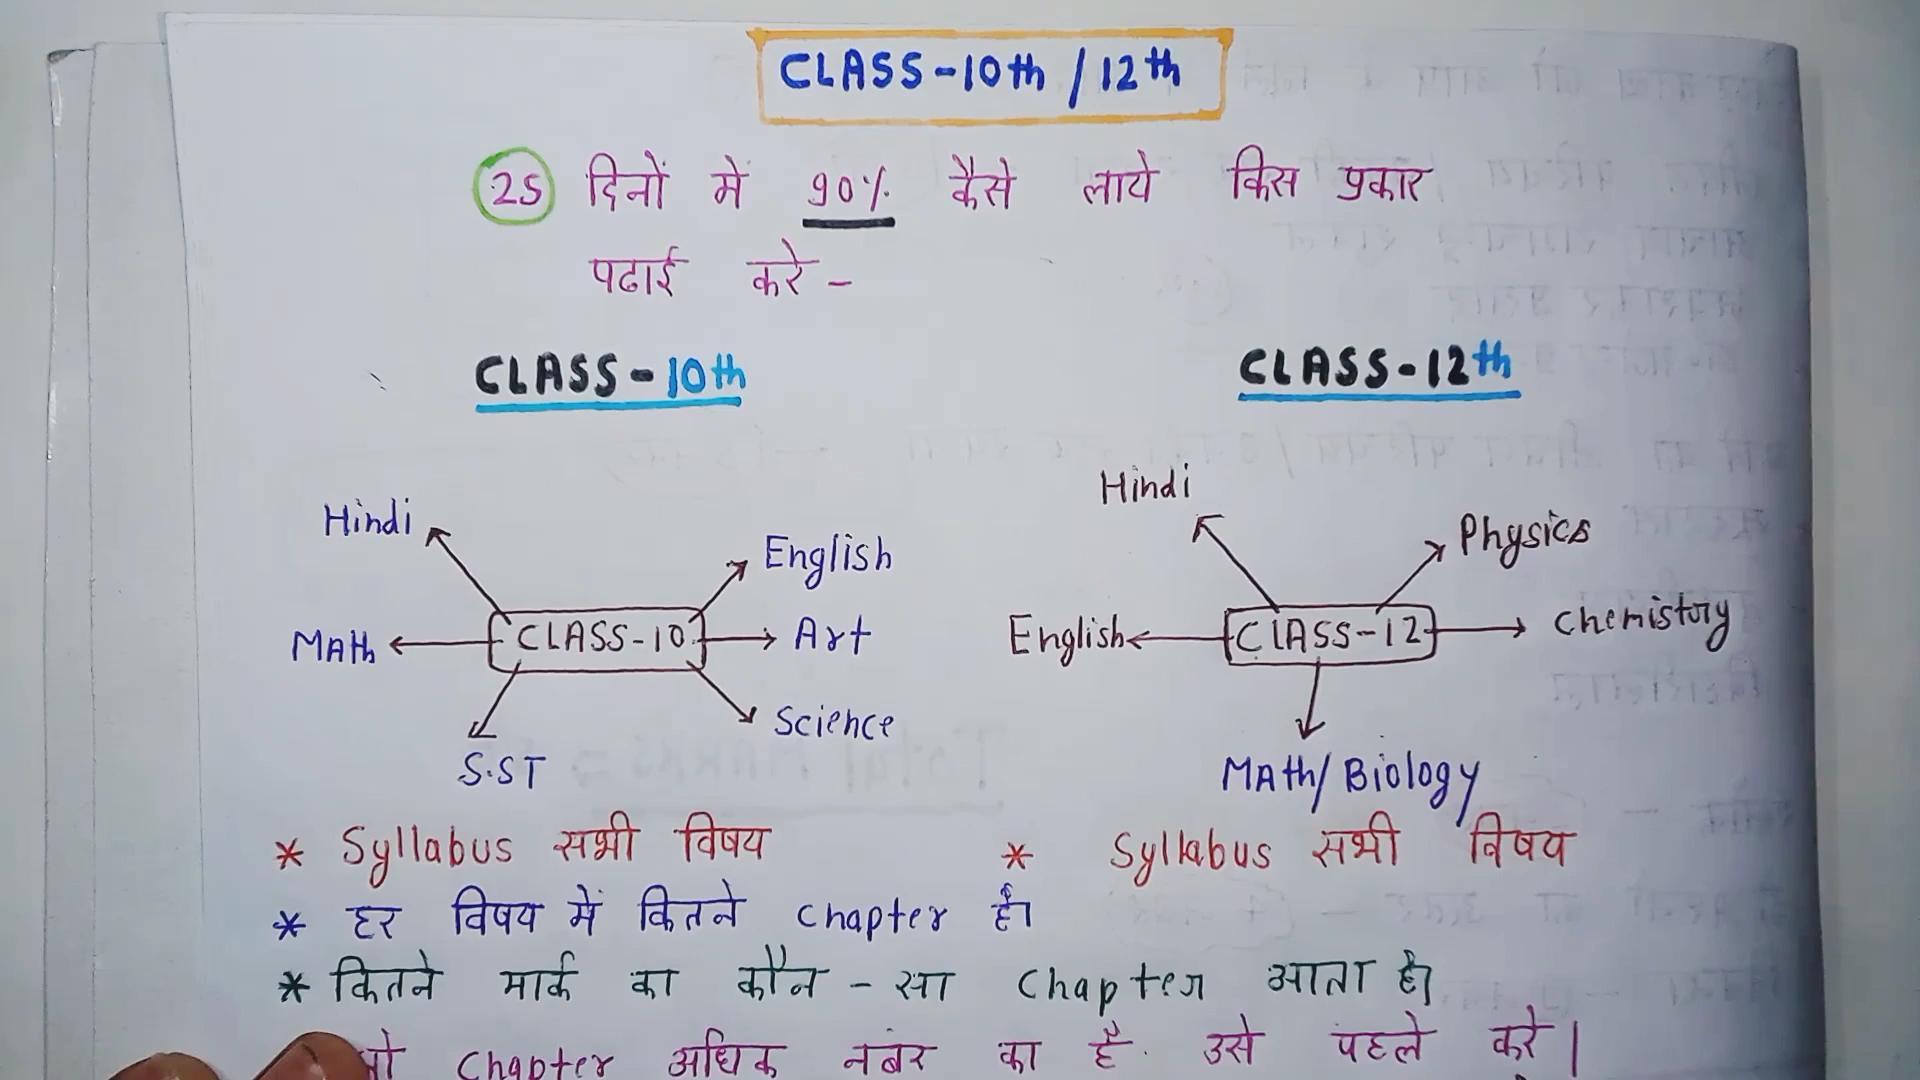 CLASS-10th / 12th
25 दिनों में 90% कैसे लाये किस प्रकार
पढाई करे -
CLASS-10th
CLASS-12th
Hindi
English
MATh
CLASS-10
Art
S.ST
Science
Hindi
Physics
English
CLASS-12
Chemistory
MATh/Biology
* Syllabus सभी विषय
* Syllabus सभी विषय
* हर विषय में कितने chapter है।
* कितने मार्क का कौन-सा Chapter आता है।
chapter अधिक नबंर का है उसे पहले करे।